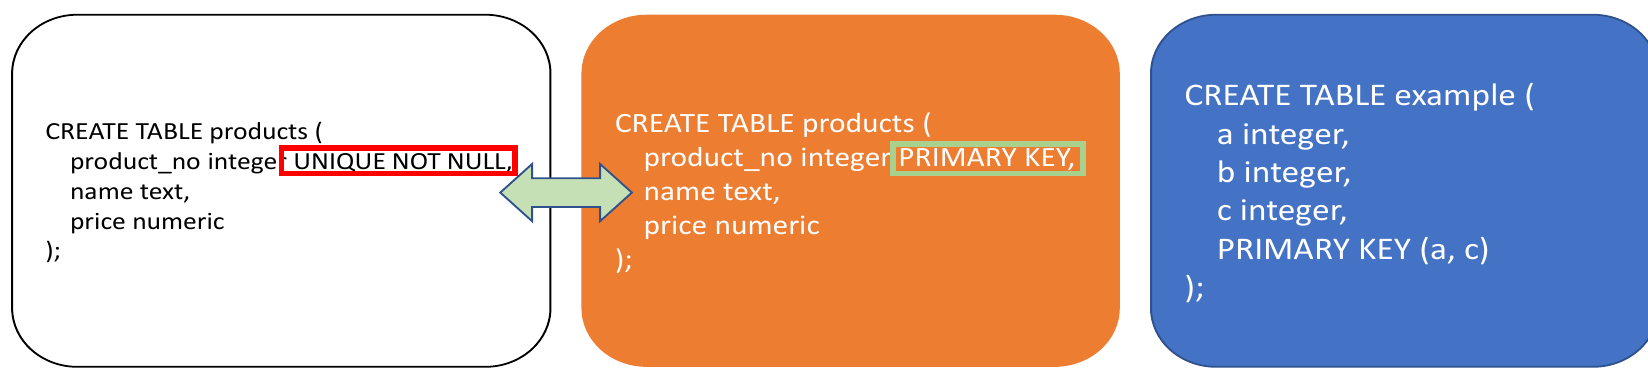 CREATE TABLE products (
product_no integer UNIQUE NOT NULL,
name text,
price numeric
);
CREATE TABLE products (
product_no integer PRIMARY KEY,
name text,
price numeric
);
CREATE TABLE example (
a integer,
b integer,
c integer,
PRIMARY KEY (a, c)
);